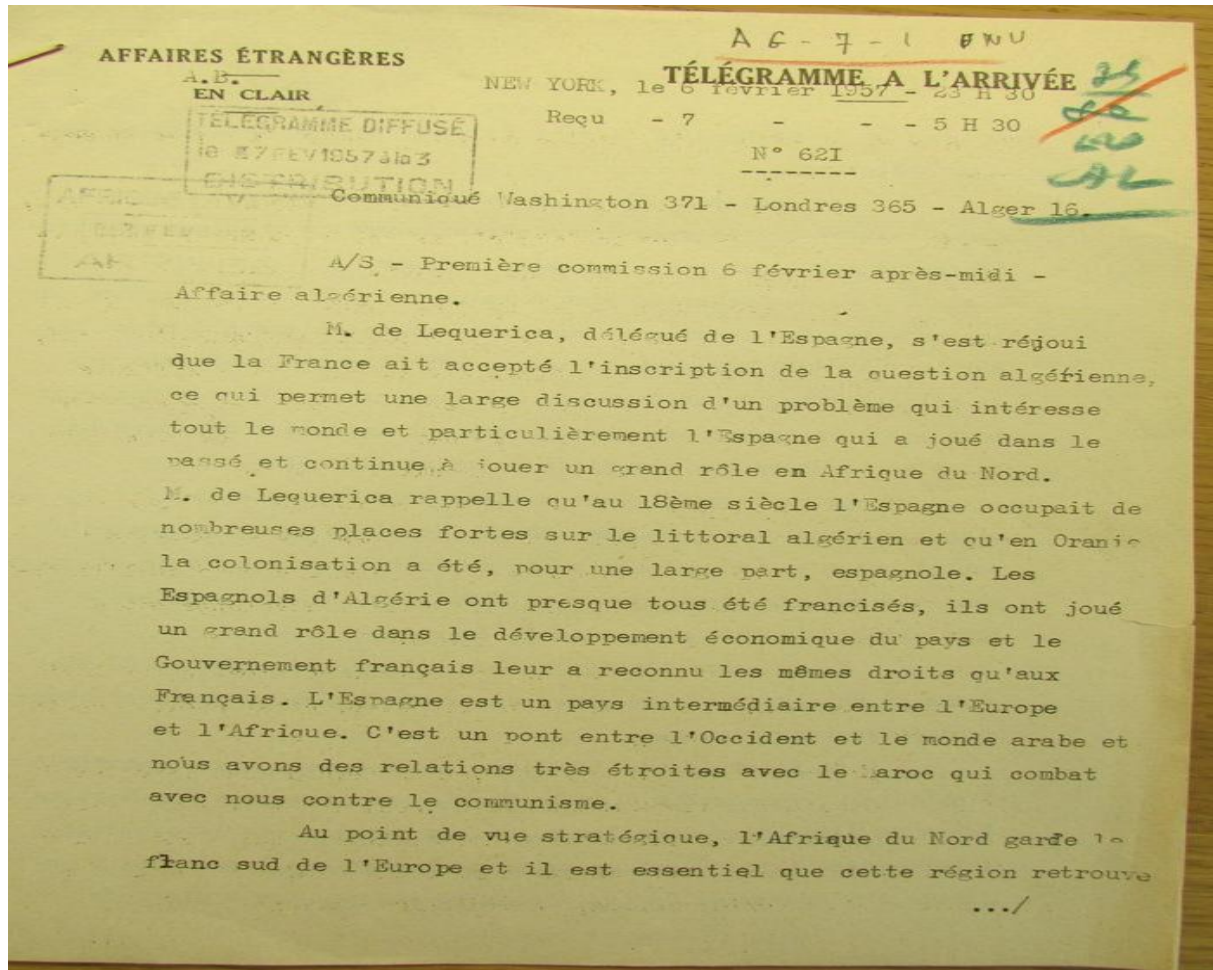 AG-7-1 ONU
AFFAIRES ÉTRANGÈRES
TÉLÉGRAMME A L'ARRIVÉE
A.B.
EN CLAIR
NEW YORK, le 6 février 1957 - 23 H 30
Reçu - 7 - - - 5 H 30
TÉLÉGRAMME DIFFUSÉ
N° 62I
DISTRIBUTION
AL
Communiqué Washington 371 - Londres 365 - Alger 16.
A/S - Première commission 6 février après-midi -
Affaire algérienne.
M. de Lequerica, délégué de l'Espagne, s'est réjoui
que la France ait accepté l'inscription de la question algérienne,
ce qui permet une large discussion d'un problème qui intéresse
tout le monde et particulièrement l'Espagne qui a joué dans le
passé et continue à jouer un grand rôle en Afrique du Nord.
M. de Lequerica rappelle qu'au 18ème siècle l'Espagne occupait de
nombreuses places fortes sur le littoral algérien et qu'en Oranie
la colonisation a été, pour une large part, espagnole. Les
Espagnols d'Algérie ont presque tous été francisés, ils ont joué
un grand rôle dans le développement économique du pays et le
Gouvernement français leur a reconnu les mêmes droits qu'aux
Français. L'Espagne est un pays intermédiaire entre l'Europe
et l'Afrique. C'est un pont entre l'Occident et le monde arabe et
nous avons des relations très étroites avec le Maroc qui combat
avec nous contre le communisme.
Au point de vue stratégique, l'Afrique du Nord garde le
flanc sud de l'Europe et il est essentiel que cette région retrouve
.../